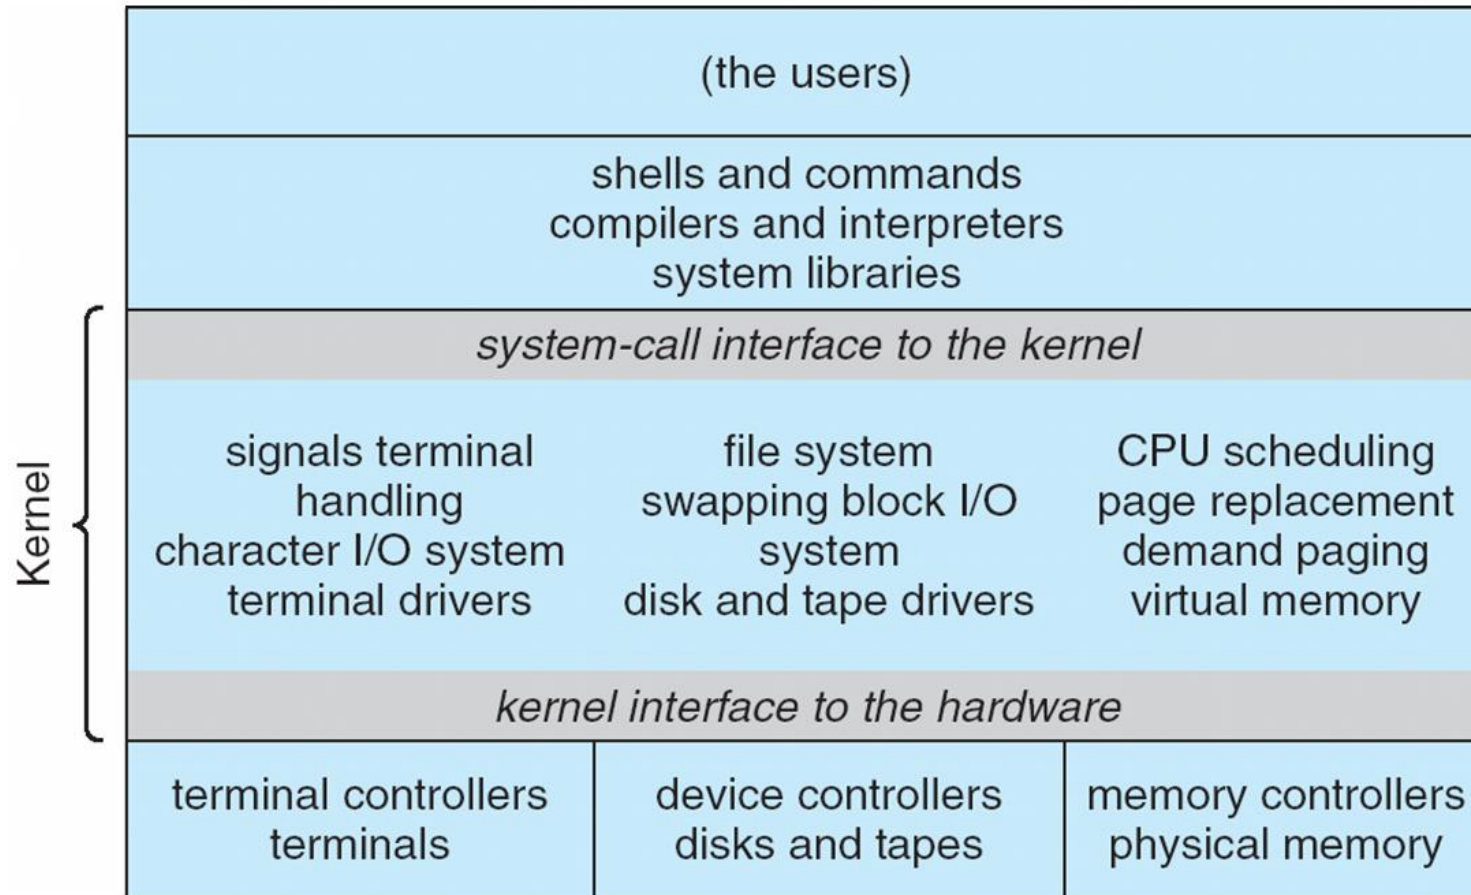 (the users)
shells and commands
compilers and interpreters
system libraries
system-call interface to the kernel
Kernel
signals terminal
handling
character I/O system
terminal drivers
file system
swapping block I/O
system
disk and tape drivers
CPU scheduling
page replacement
demand paging
virtual memory
kernel interface to the hardware
terminal controllers
terminals
device controllers
disks and tapes
memory controllers
physical memory